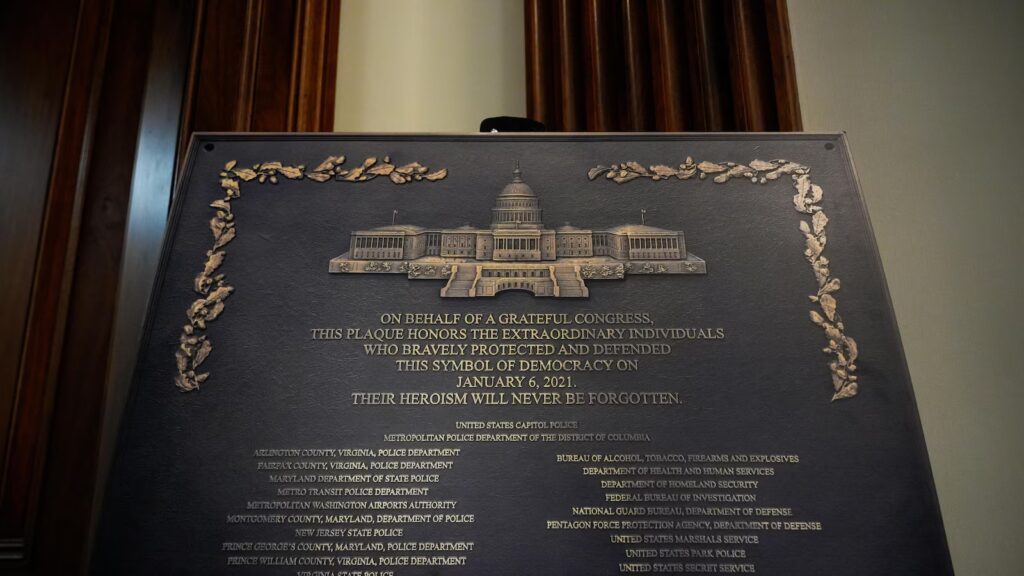 ON BEHALF OF A GRATEFUL CONGRESS,
THIS PLAQUE HONORS THE EXTRAORDINARY INDIVIDUALS
WHO BRAVELY PROTECTED AND DEFENDED
THIS SYMBOL OF DEMOCRACY ON
JANUARY 6, 2021.
THEIR HEROISM WILL NEVER BE FORGOTTEN.
UNITED STATES CAPITOL POLICE
METROPOLITAN POLICE DEPARTMENT OF THE DISTRICT OF COLUMBIA
ARLINGTON COUNTY, VIRGINIA, POLICE DEPARTMENT
FAIRFAX COUNTY, VIRGINIA, POLICE DEPARTMENT
MARYLAND DEPARTMENT OF STATE POLICE
METRO TRANSIT POLICE DEPARTMENT
METROPOLITAN WASHINGTON AIRPORTS AUTHORITY
MONTGOMERY COUNTY, MARYLAND, DEPARTMENT OF POLICE
NEW JERSEY STATE POLICE
PRINCE GEORGE'S COUNTY, MARYLAND, POLICE DEPARTMENT
PRINCE WILLIAM COUNTY, VIRGINIA, POLICE DEPARTMENT
VIRGINIA STATE POLICE
BUREAU OF ALCOHOL, TOBACCO, FIREARMS AND EXPLOSIVES
DEPARTMENT OF HEALTH AND HUMAN SERVICES
DEPARTMENT OF HOMELAND SECURITY
FEDERAL BUREAU OF INVESTIGATION
NATIONAL GUARD BUREAU, DEPARTMENT OF DEFENSE
PENTAGON FORCE PROTECTION AGENCY, DEPARTMENT OF DEFENSE
UNITED STATES MARSHALS SERVICE
UNITED STATES PARK POLICE
UNITED STATES SECRET SERVICE